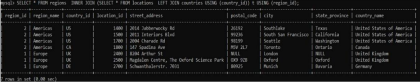 mysql> SELECT * FROM regions INNER JOIN (SELECT * FROM locations LEFT JOIN countries USING (country_id)) t USING (region_id);
| region_id | region_name | country_id | location_id | street_address | postal_code | city | state_province | country_name |
| 2 | Americas | US | 1400 | 2014 Jabberwocky Rd | 26192 | Southlake | Texas | United States of America |
| 2 | Americas | US | 1500 | 2011 Interiors Blvd | 99236 | South San Francisco | California | United States of America |
| 2 | Americas | US | 1700 | 2004 Charade Rd | 98199 | Seattle | Washington | United States of America |
| 2 | Americas | CA | 1800 | 147 Spadina Ave | M5V 2L7 | Toronto | Ontario | Canada |
| 1 | Europe | UK | 2400 | 8204 Arthur St | NULL | London | NULL | United Kingdom |
| 1 | Europe | UK | 2500 | Magdalen Centre, The Oxford Science Park | OX9 9ZB | Oxford | Oxford | United Kingdom |
| 1 | Europe | DE | 2700 | Schwanthalerstr. 7031 | 80925 | Munich | Bavaria | Germany |
7 rows in set (0.00 sec)